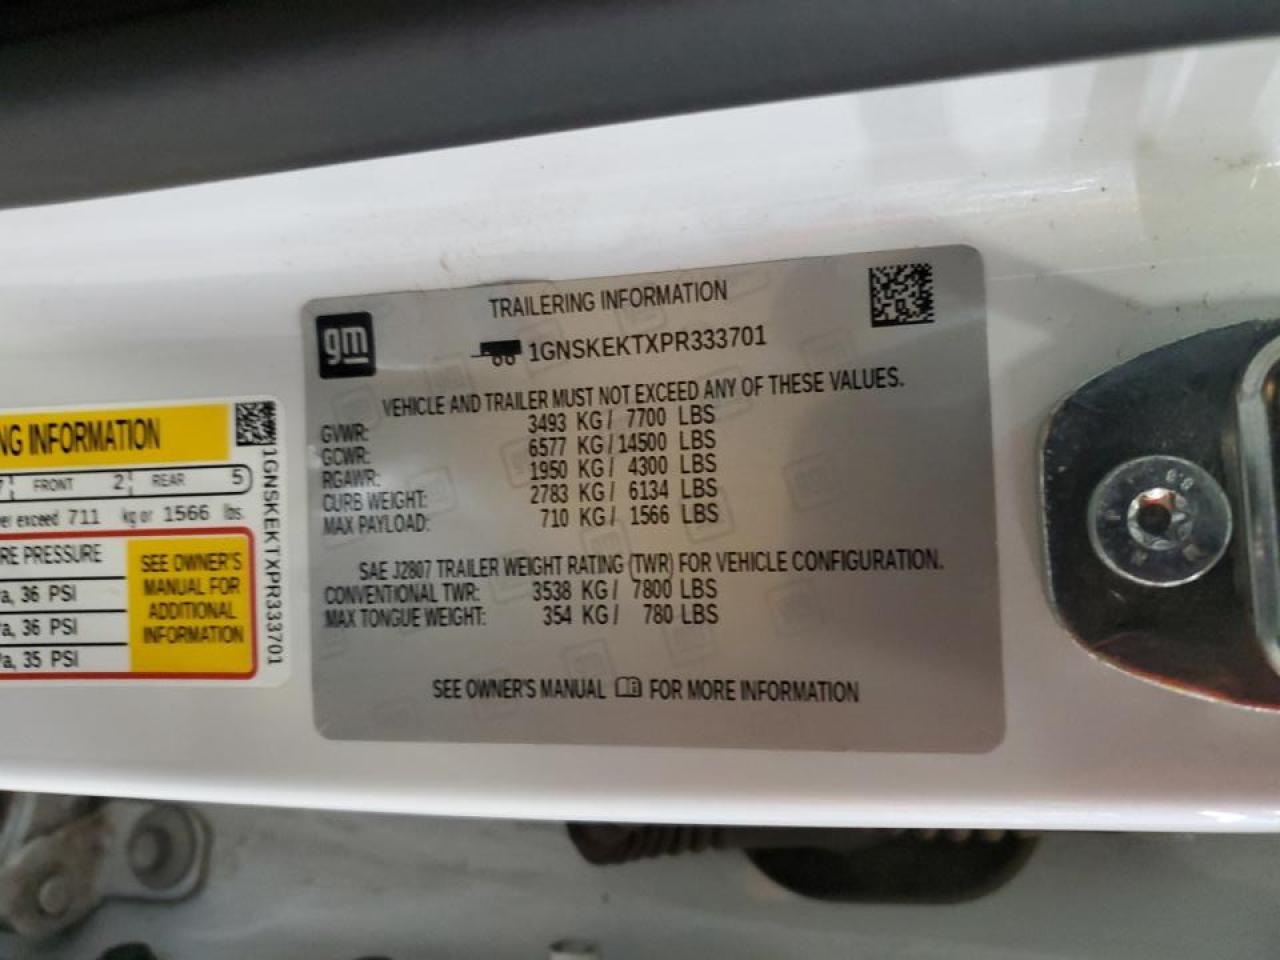 gm
TRAILERING INFORMATION
1GNSKEKTXPR333701
VEHICLE AND TRAILER MUST NOT EXCEED ANY OF THESE VALUES.
GVWR: 3493 KG / 7700 LBS
GCWR: 6577 KG / 14500 LBS
RGAWR: 1950 KG / 4300 LBS
CURB WEIGHT: 2783 KG / 6134 LBS
MAX PAYLOAD: 710 KG / 1566 LBS
SAE J2807 TRAILER WEIGHT RATING (TWR) FOR VEHICLE CONFIGURATION.
CONVENTIONAL TWR: 3538 KG / 7800 LBS
MAX TONGUE WEIGHT: 354 KG / 780 LBS
SEE OWNER'S MANUAL FOR MORE INFORMATION
NG INFORMATION
7 FRONT 2 REAR 5
er exceed 711 kg or 1566 lbs.
RE PRESSURE
a, 36 PSI
a, 36 PSI
a, 35 PSI
SEE OWNER'S
MANUAL FOR
ADDITIONAL
INFORMATION
1GNSKEKTXPR333701